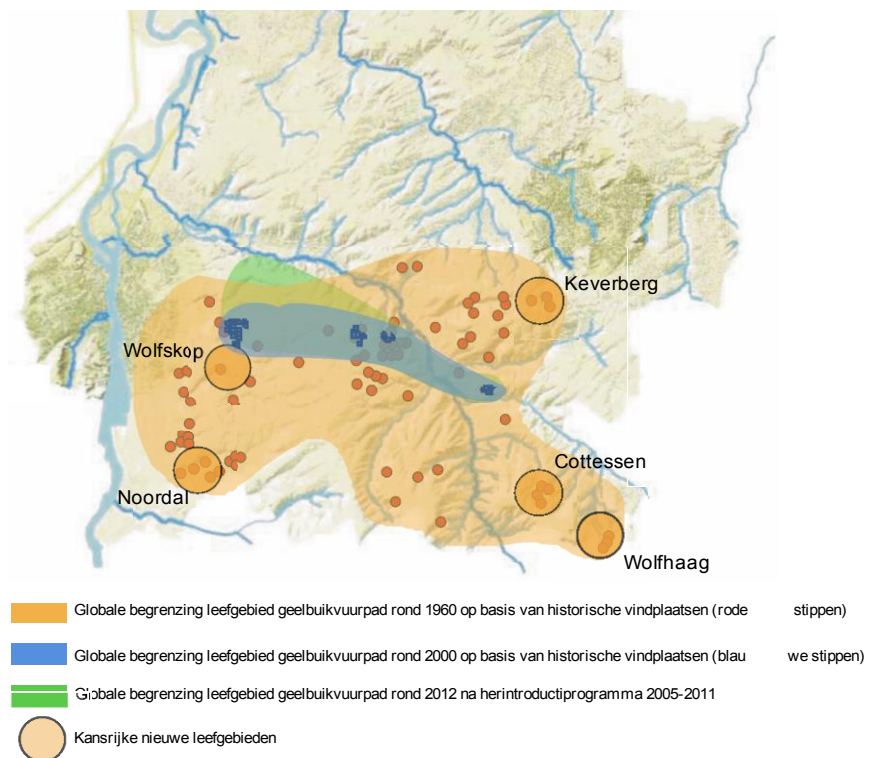 Keverberg
Wolfskop
Cottessen
Noordal
Wolfhaag
Globale begrenzing leefgebied geelbuikvuurpad rond 1960 op basis van historische vindplaatsen (rode stippen)
Globale begrenzing leefgebied geelbuikvuurpad rond 2000 op basis van historische vindplaatsen (blau we stippen)
Globale begrenzing leefgebied geelbuikvuurpad rond 2012 na herintroductiprogramma 2005-2011
Kansrijke nieuwe leefgebieden